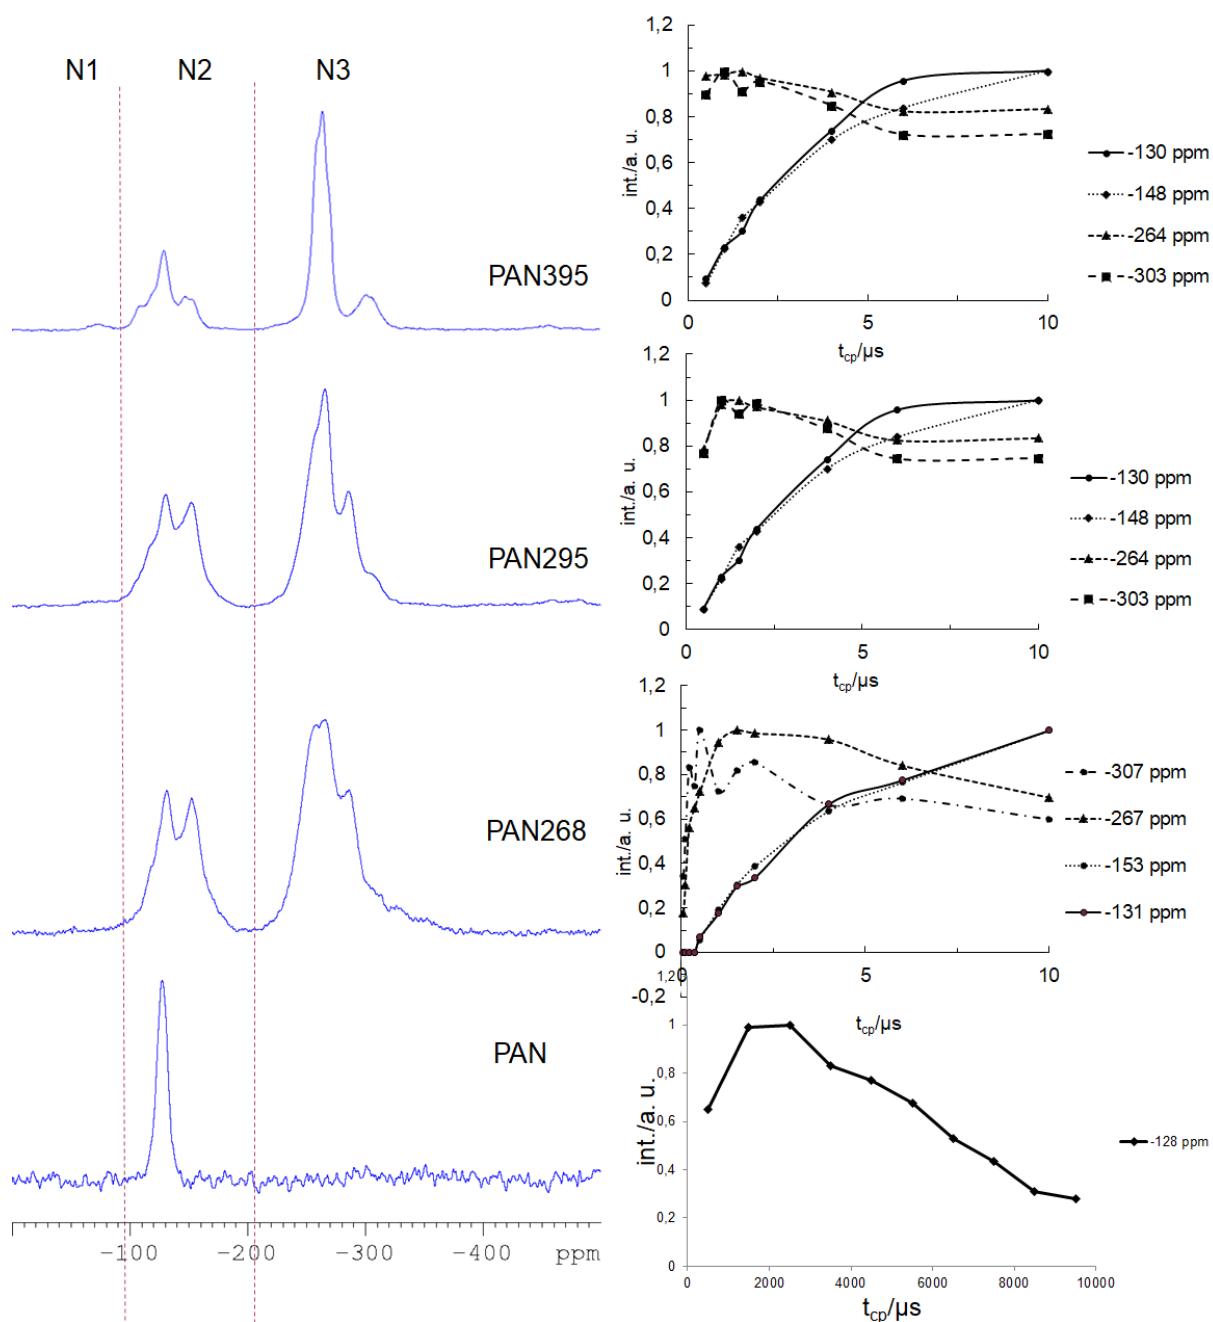 N1 N2 N3
PAN395
PAN295
PAN268
PAN
-100 -200 -300 -400 ppm
1,2
1
0,8
0,6
0,4
0,2
0
int./a. u.
0 5 10
t_cp/µs
-130 ppm
-148 ppm
-264 ppm
-303 ppm
1,2
1
0,8
0,6
0,4
0,2
0
int./a. u.
0 5 10
t_cp/µs
-130 ppm
-148 ppm
-264 ppm
-303 ppm
1,2
1
0,8
0,6
0,4
0,2
0
-0,2
int./a. u.
0 5 10
t_cp/µs
-307 ppm
-267 ppm
-153 ppm
-131 ppm
1,2
1
0,8
0,6
0,4
0,2
0
int./a. u.
0 2000 4000 6000 8000 10000
t_cp/µs
-128 ppm